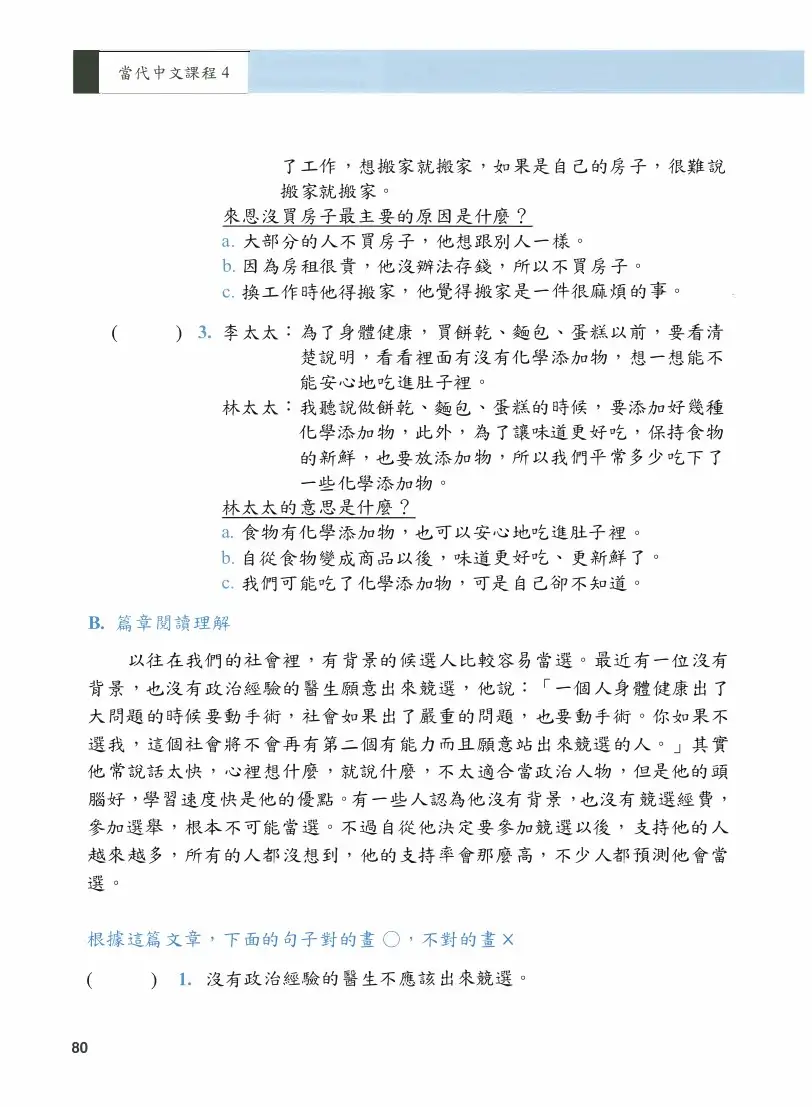 當代中文課程 4
了工作，想搬家就搬家，如果是自己的房子，很難說
搬家就搬家。
來恩沒買房子最主要的原因是什麼？
a. 大部分的人不買房子，他想跟別人一樣。
b. 因為房租很貴，他沒辦法存錢，所以不買房子。
c. 換工作時他得搬家，他覺得搬家是一件很麻煩的事。
(　　) 3. 李太太：為了身體健康，買餅乾、麵包、蛋糕以前，要看清
楚說明，看看裡面有沒有化學添加物，想一想能不
能安心地吃進肚子裡。
林太太：我聽說做餅乾、麵包、蛋糕的時候，要添加好幾種
化學添加物，此外，為了讓味道更好吃，保持食物
的新鮮，也要放添加物，所以我們平常多少吃下了
一些化學添加物。
林太太的意思是什麼？
a. 食物有化學添加物，也可以安心地吃進肚子裡。
b. 自從食物變成商品以後，味道更好吃、更新鮮了。
c. 我們可能吃了化學添加物，可是自己卻不知道。
B. 篇章閱讀理解
以往在我們的社會裡，有背景的候選人比較容易當選。最近有一位沒有
背景，也沒有政治經驗的醫生願意出來競選，他說：「一個人身體健康出了
大問題的時候要動手術，社會如果出了嚴重的問題，也要動手術。你如果不
選我，這個社會將不會再有第二個有能力而且願意站出來競選的人。」其實
他常說話太快，心裡想什麼，就說什麼，不太適合當政治人物，但是他的頭
腦好，學習速度快是他的優點。有一些人認為他沒有背景，也沒有競選經費，
參加選舉，根本不可能當選。不過自從他決定要參加競選以後，支持他的人
越來越多，所有的人都沒想到，他的支持率會那麼高，不少人都預測他會當
選。
根據這篇文章，下面的句子對的畫 ○，不對的畫 ×
(　　) 1. 沒有政治經驗的醫生不應該出來競選。
80